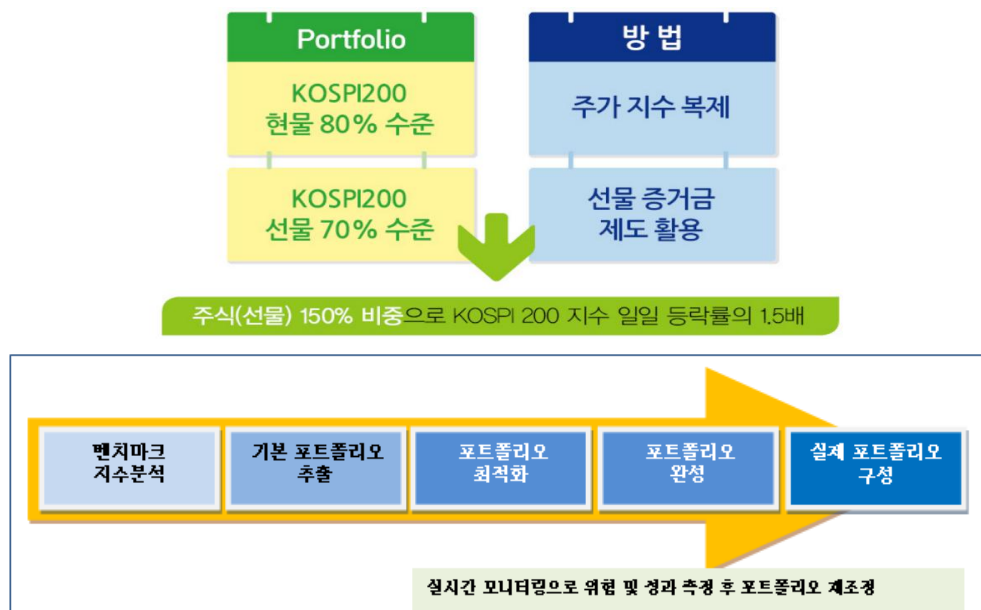 Portfolio
KOSPI200
현물 80% 수준
KOSPI200
선물 70% 수준
방 법
주가 지수 복제
선물 증거금
제도 활용
주식(선물) 150% 비중으로 KOSPI 200 지수 일일 등락률의 1.5배
벤치마크
지수분석
기본 포트폴리오
추출
포트폴리오
최적화
포트폴리오
완성
실제 포트폴리오
구성
실시간 모니터링으로 위험 및 성과 측정 후 포트폴리오 재조정